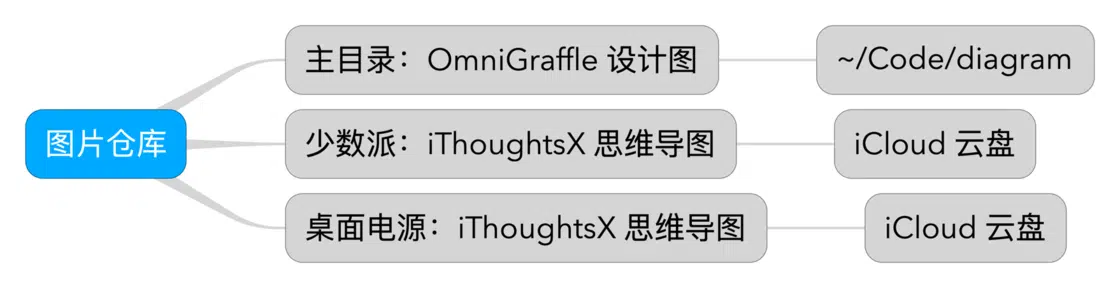 图片仓库
主目录：OmniGraffle 设计图
~/Code/diagram
少数派：iThoughtsX 思维导图
iCloud 云盘
桌面电源：iThoughtsX 思维导图
iCloud 云盘